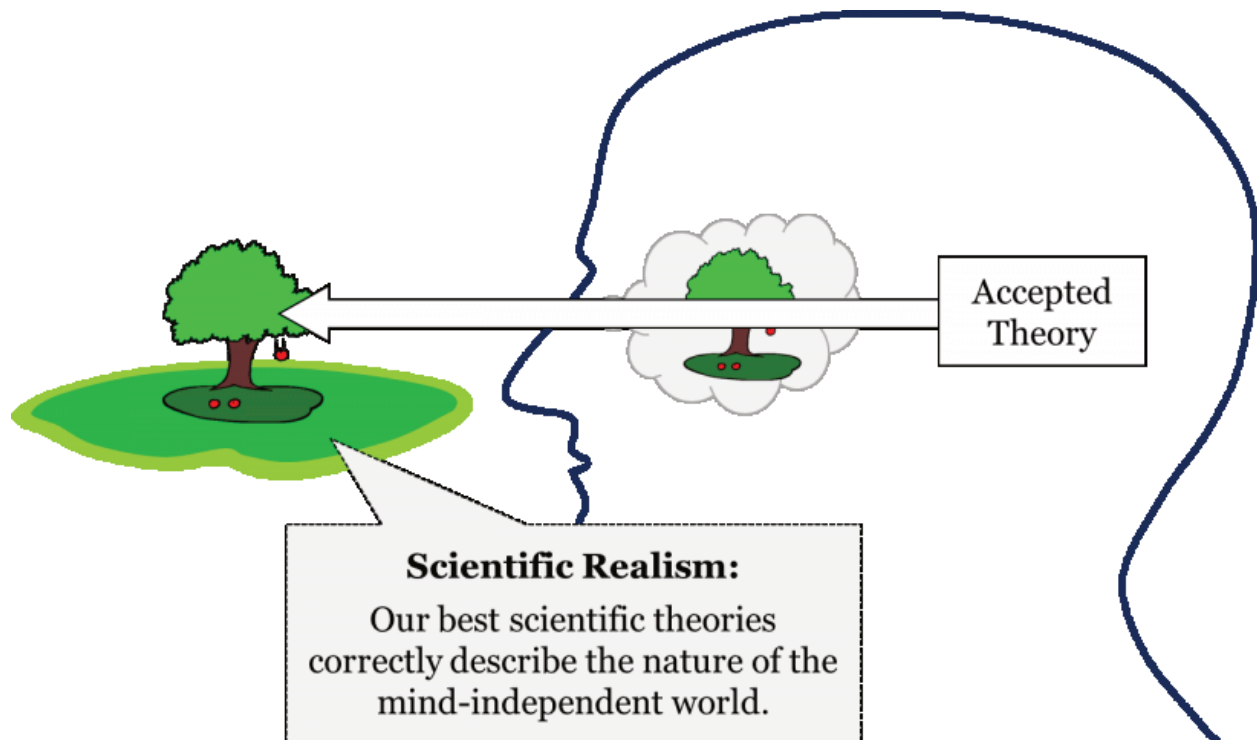 Accepted
Theory
Scientific Realism:
Our best scientific theories
correctly describe the nature of the
mind-independent world.